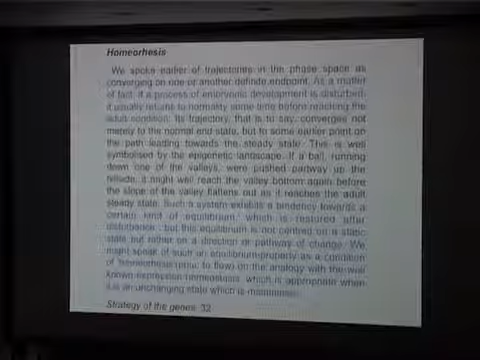 Homeorhesis
We spoke earlier of trajectories in the phase space as
converging on one or another definite endpoint. As a matter
of fact, if a process of embryonic development is disturbed,
it usually returns to normality some time before reaching the
adult condition. Its trajectory, that is to say, converges not
merely to the normal end state, but to some earlier point on
the path leading towards the steady state. This is well
symbolised by the epigenetic landscape. If a ball, running
down one of the valleys, were pushed partway up the
hillside, it might well reach the valley bottom again before
the slope of the valley flattens out as it reaches the adult
steady state. Such a system exhibits a tendency towards a
certain kind of equilibrium, which is restored after
disturbance; but this equilibrium is not centred on a static
state but rather on a direction or pathway of change. We
might speak of such an equilibrium-property as a condition
of 'homeorhesis' to flow) on the analogy with the well
known expression homeostasis, which is appropriate when
it is an unchanging state which is maintained.
Strategy of the genes 32